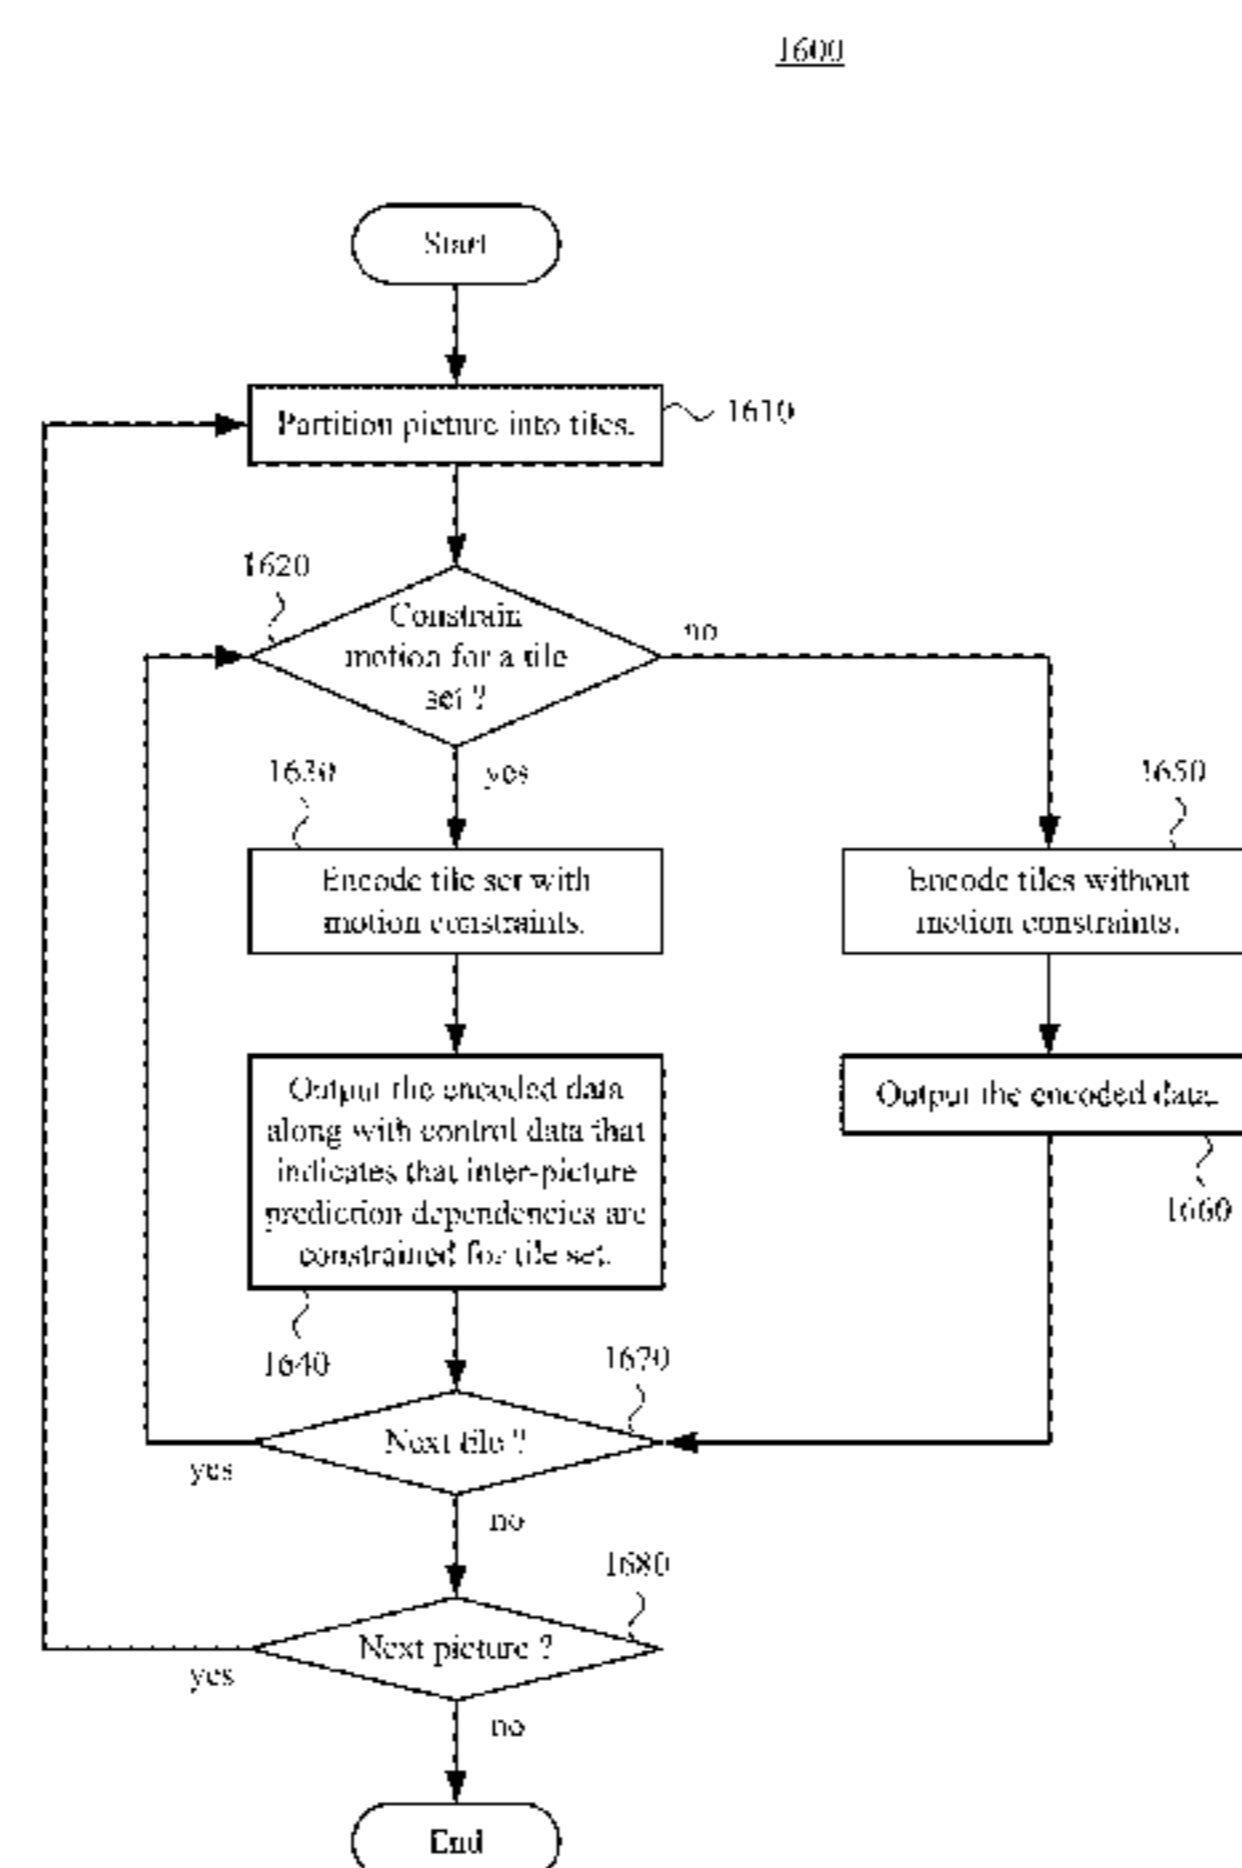 1600
Start
Partition picture into tiles.
1610
1620
Constrain
motion for a tile
set ?
no
yes
1630
1650
Encode tile set with
motion constraints.
Encode tiles without
motion constraints.
Output the encoded data
along with control data that
indicates that inter-picture
prediction dependencies are
constrained for tile set.
Output the encoded data.
1660
1640
1670
Next tile ?
yes
no
1680
Next picture ?
yes
no
End